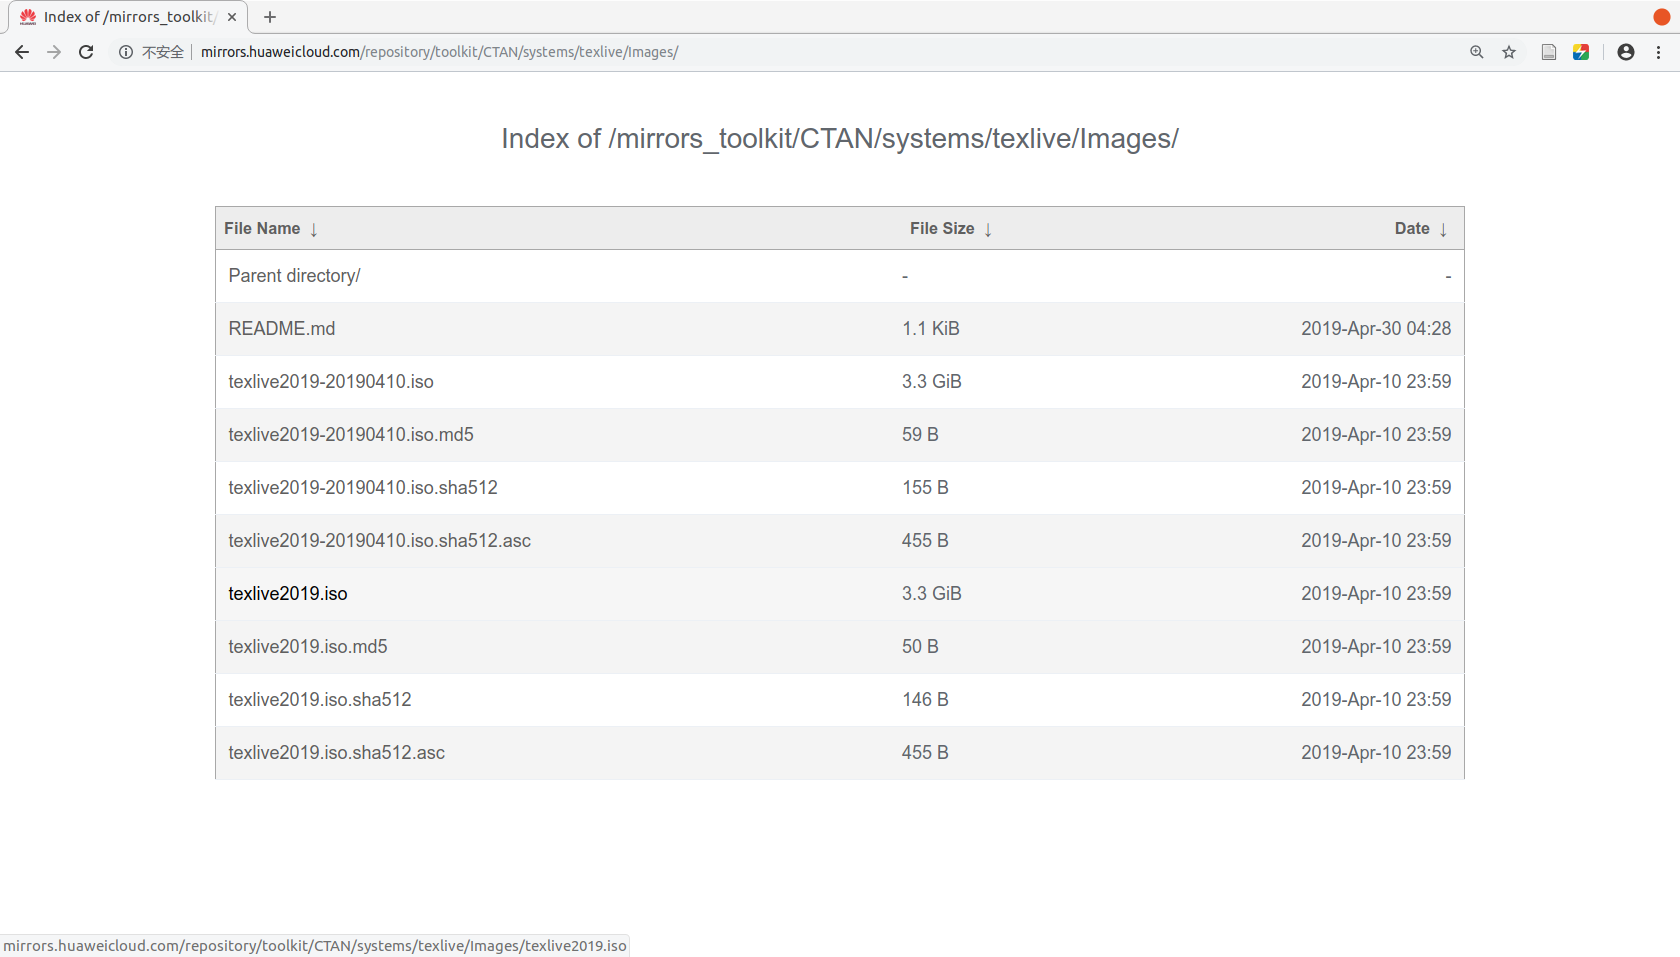 Index of /mirrors_toolkit/
不安全 mirrors.huaweicloud.com/repository/toolkit/CTAN/systems/texlive/Images/
Index of /mirrors_toolkit/CTAN/systems/texlive/Images/
File Name ↓ File Size ↓ Date ↓
Parent directory/ - -
README.md 1.1 KiB 2019-Apr-30 04:28
texlive2019-20190410.iso 3.3 GiB 2019-Apr-10 23:59
texlive2019-20190410.iso.md5 59 B 2019-Apr-10 23:59
texlive2019-20190410.iso.sha512 155 B 2019-Apr-10 23:59
texlive2019-20190410.iso.sha512.asc 455 B 2019-Apr-10 23:59
texlive2019.iso 3.3 GiB 2019-Apr-10 23:59
texlive2019.iso.md5 50 B 2019-Apr-10 23:59
texlive2019.iso.sha512 146 B 2019-Apr-10 23:59
texlive2019.iso.sha512.asc 455 B 2019-Apr-10 23:59
mirrors.huaweicloud.com/repository/toolkit/CTAN/systems/texlive/Images/texlive2019.iso